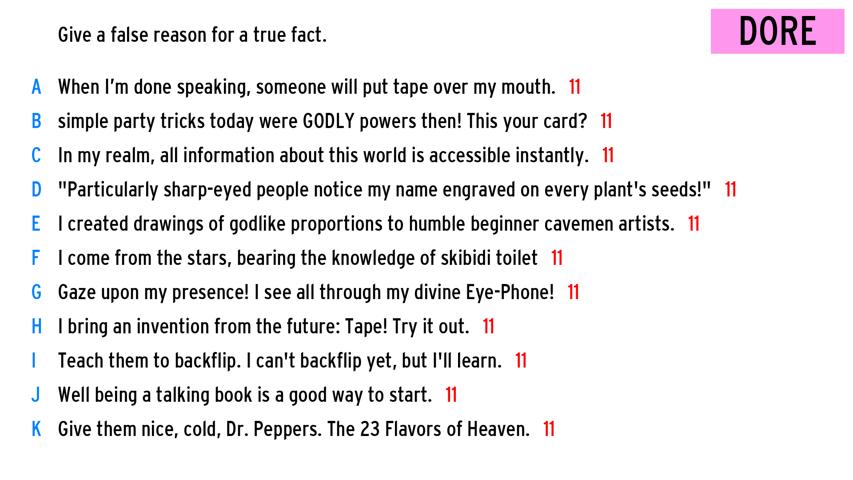 Give a false reason for a true fact.
DORE
A When I'm done speaking, someone will put tape over my mouth. 11
B simple party tricks today were GODLY powers then! This your card? 11
C In my realm, all information about this world is accessible instantly. 11
D "Particularly sharp-eyed people notice my name engraved on every plant's seeds!" 11
E I created drawings of godlike proportions to humble beginner cavemen artists. 11
F I come from the stars, bearing the knowledge of skibidi toilet 11
G Gaze upon my presence! I see all through my divine Eye-Phone! 11
H I bring an invention from the future: Tape! Try it out. 11
I Teach them to backflip. I can't backflip yet, but I'll learn. 11
J Well being a talking book is a good way to start. 11
K Give them nice, cold, Dr. Peppers. The 23 Flavors of Heaven. 11